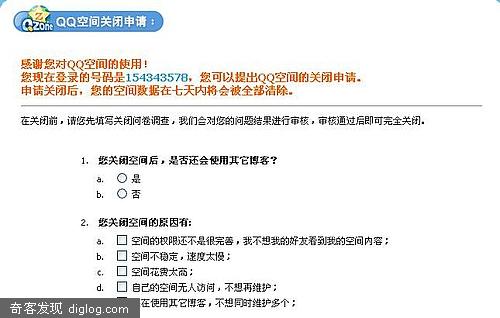 QZone
QQ空间关闭申请:
感谢您对QQ空间的使用!
您现在登录的号码是154343578,您可以提出QQ空间的关闭申请。
申请关闭后,您的空间数据在七天内将会被全部清除。
在关闭前,请您先填写关闭问卷调查,我们会对您的问题结果进行审核,审核通过后即可完全关闭。
1. 您关闭空间后,是否还会使用其它博客?
a. 是
b. 否
2. 您关闭空间的原因有:
a. 空间的权限还不是很完善,我不想我的好友看到我的空间内容;
b. 空间不稳定,速度太慢;
c. 空间花费太高;
d. 自己的空间无人访问,不想再维护;
在使用其它博客,不想同时维护多个;
奇客发现 diglog.com